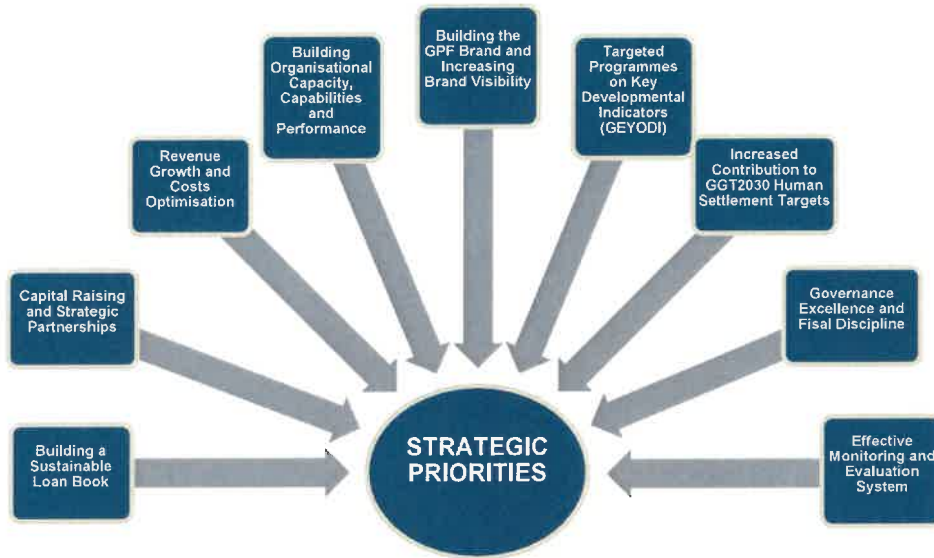 Building a
Sustainable
Loan Book
Capital Raising
and Strategic
Partnerships
Revenue
Growth and
Costs
Optimisation
Building
Organisational
Capacity,
Capabilities
and
Performance
Building the
GPF Brand and
Increasing
Brand Visibility
Targeted
Programmes
on Key
Developmental
Indicators
(GEYODI)
Increased
Contribution to
GGT2030 Human
Settlement Targets
Governance
Excellence and
Fisal Discipline
Effective
Monitoring and
Evaluation
System
STRATEGIC
PRIORITIES